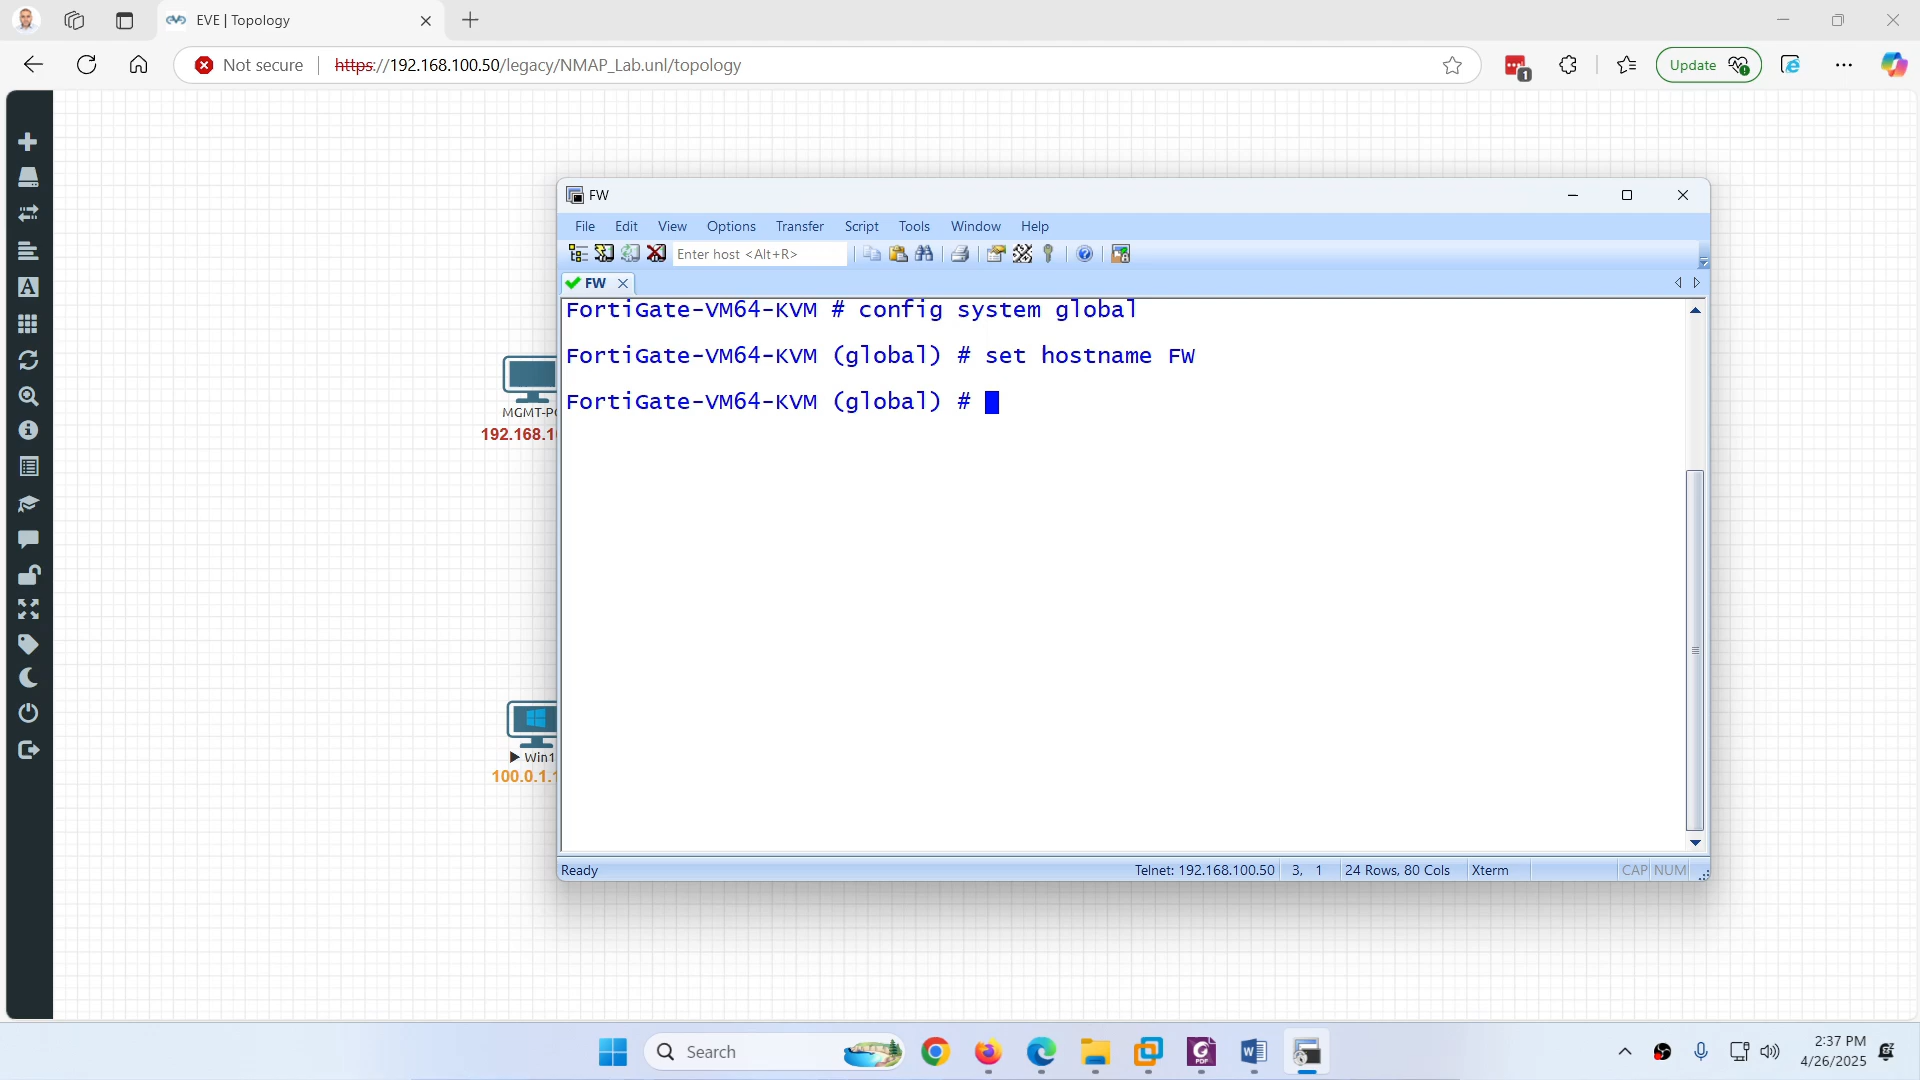 EVE | Topology
Not secure
https://192.168.100.50/legacy/NMAP_Lab.unl/topology
1
Update
FW
File Edit View Options Transfer Script Tools Window Help
Enter host <Alt+R>
FW
FortiGate-VM64-KVM # config system global
FortiGate-VM64-KVM (global) # set hostname FW
FortiGate-VM64-KVM (global) #
MGMT-P
192.168.1
Win1
100.0.1.
Ready
Telnet: 192.168.100.50 3, 1 24 Rows, 80 Cols Xterm CAP NUM
Search
PDF
2:37 PM
4/26/2025